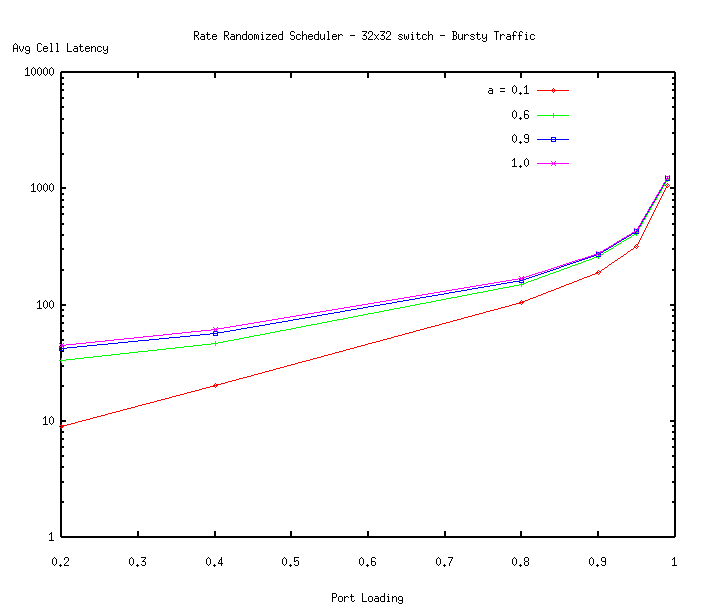 Rate Randomized Scheduler - 32x32 switch - Bursty Traffic
Avg Cell Latency
10000
1000
100
10
1
a = 0.1
0.6
0.9
1.0
0.2 0.3 0.4 0.5 0.6 0.7 0.8 0.9 1
Port Loading